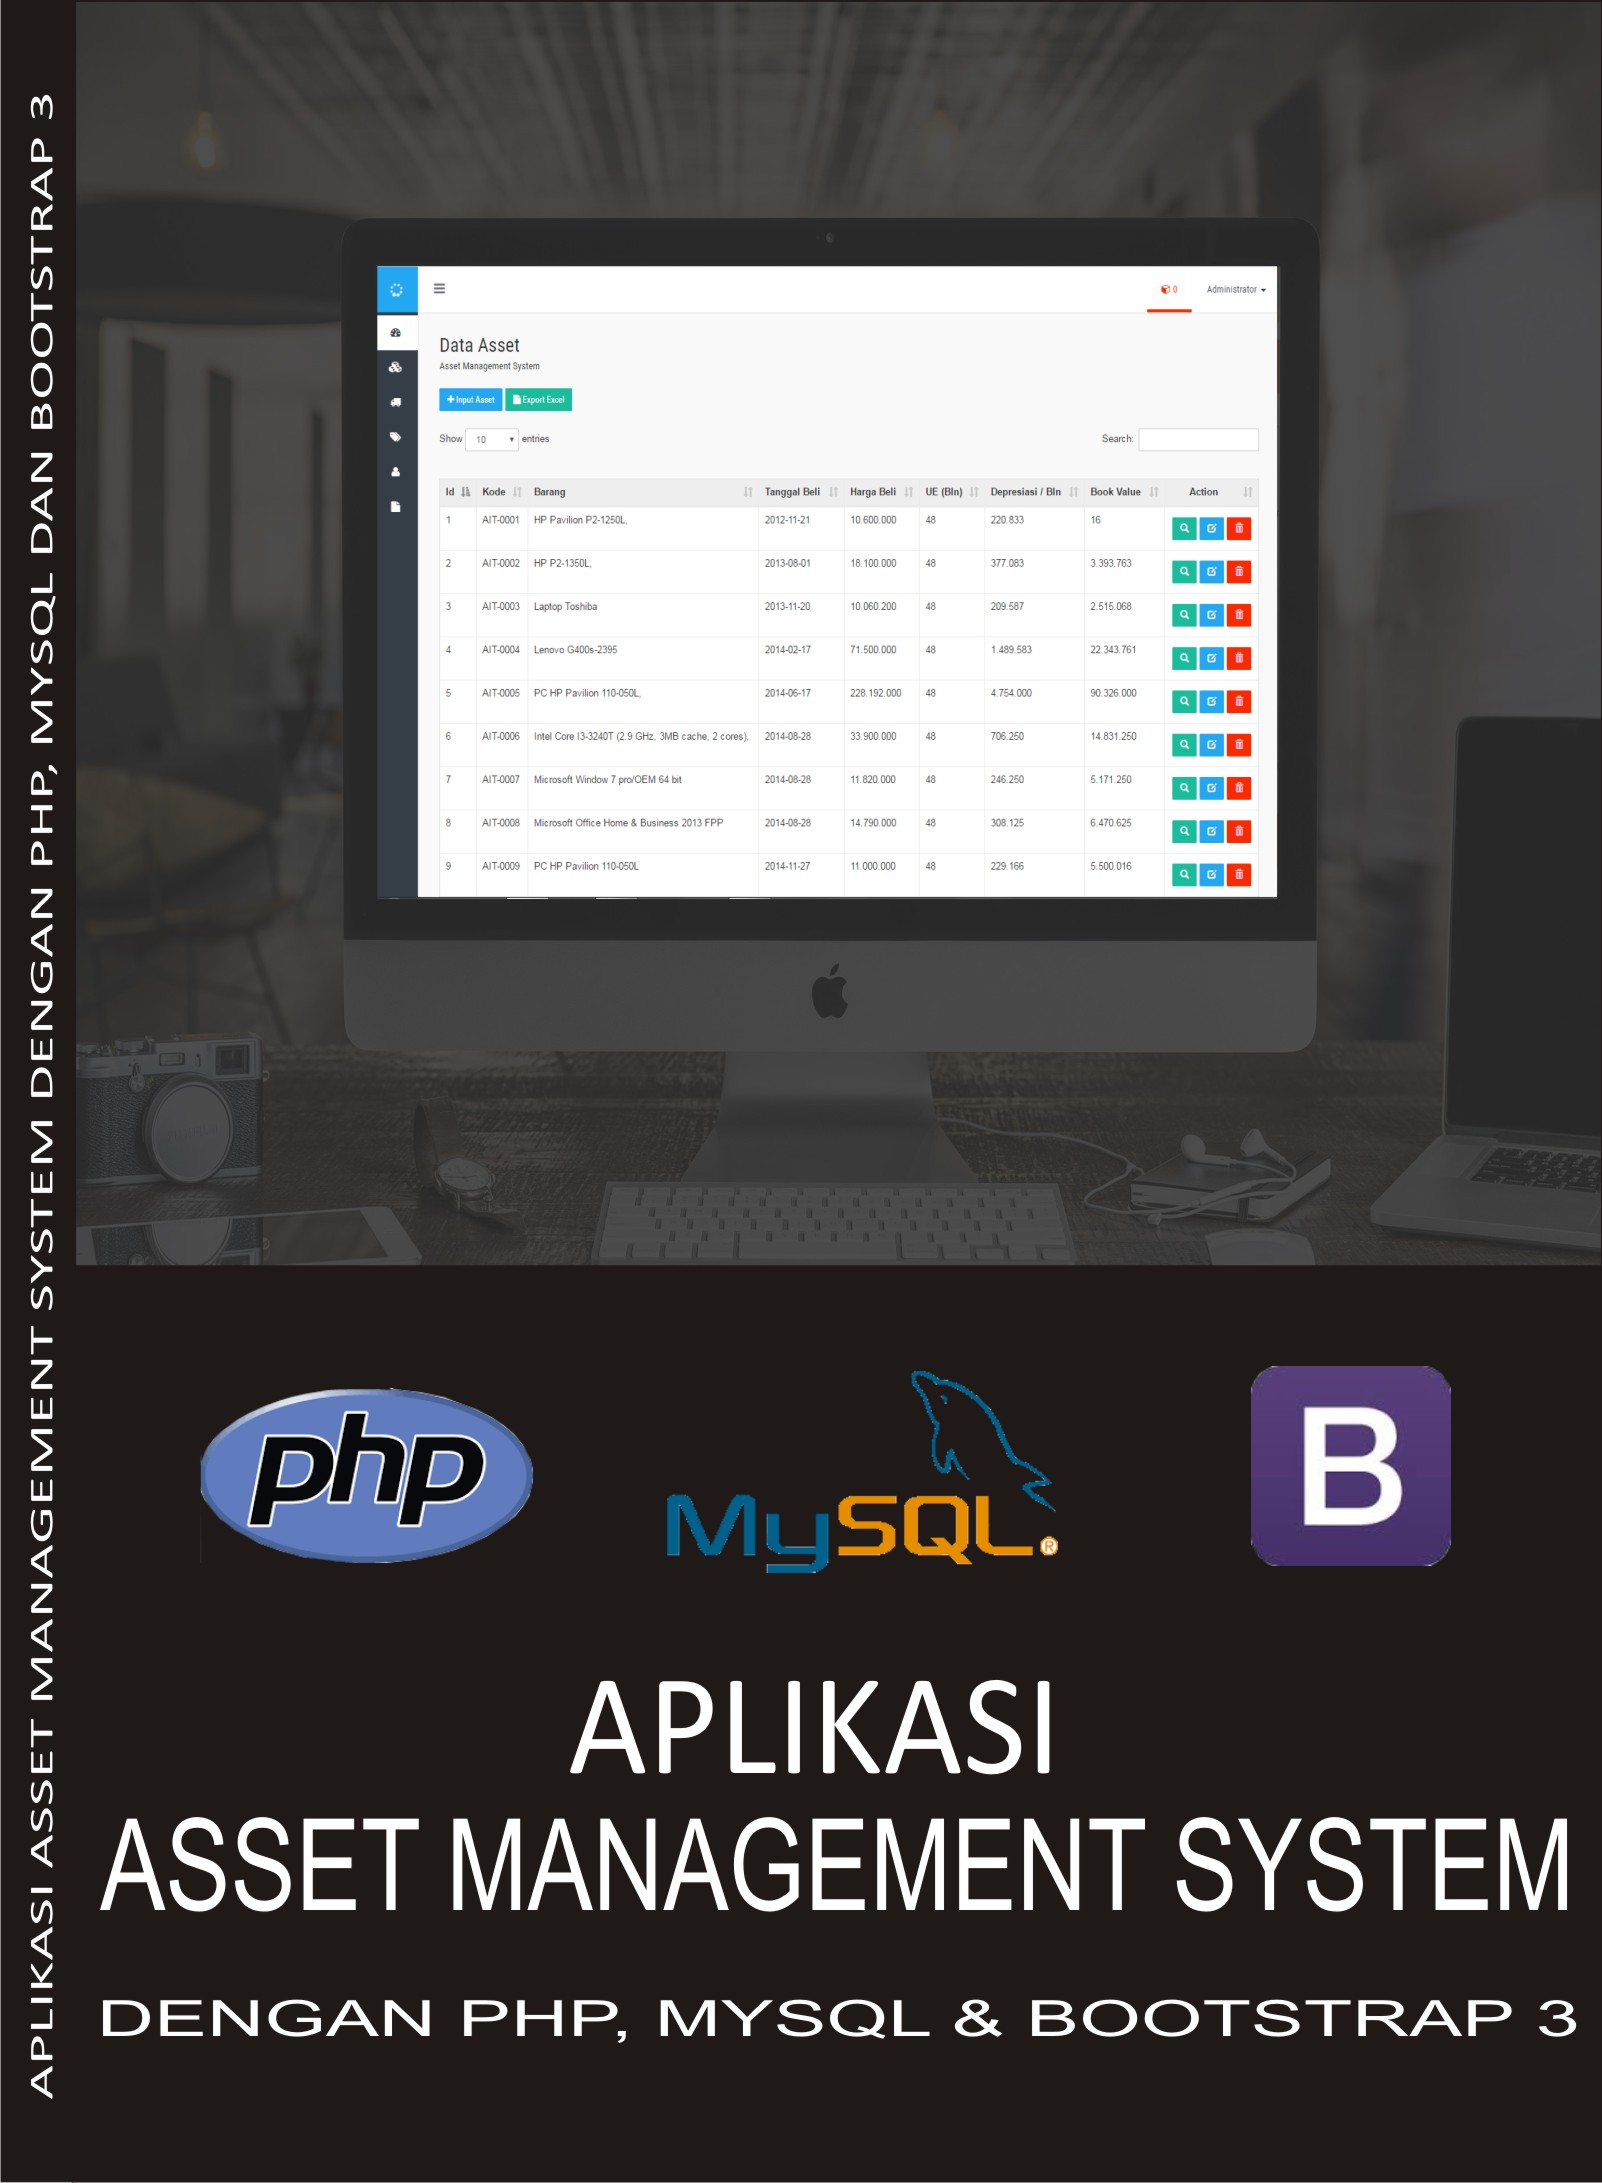 APLIKASI ASSET MANAGEMENT SYSTEM DENGAN PHP, MYSQL DAN BOOTSTRAP 3
0 Administrator
Data Asset
Asset Management System
Input Asset Export Excel
Show 10 entries Search:
Id Kode Barang Tanggal Beli Harga Beli UE (Bln) Depresiasi / Bln Book Value Action
1 AIT-0001 HP Pavilion P2-1250L, 2012-11-21 10.600.000 48 220.833 16
2 AIT-0002 HP P2-1350L, 2013-08-01 18.100.000 48 377.083 3.393.763
3 AIT-0003 Laptop Toshiba 2013-11-20 10.060.200 48 209.587 2.515.068
4 AIT-0004 Lenovo G400s-2395 2014-02-17 71.500.000 48 1.489.583 22.343.761
5 AIT-0005 PC HP Pavilion 110-050L, 2014-06-17 228.192.000 48 4.754.000 90.326.000
6 AIT-0006 Intel Core I3-3240T (2.9 GHz, 3MB cache, 2 cores), 2014-08-28 33.900.000 48 706.250 14.831.250
7 AIT-0007 Microsoft Window 7 pro/OEM 64 bit 2014-08-28 11.820.000 48 246.250 5.171.250
8 AIT-0008 Microsoft Office Home & Business 2013 FPP 2014-08-28 14.790.000 48 308.125 6.470.625
9 AIT-0009 PC HP Pavilion 110-050L 2014-11-27 11.000.000 48 229.166 5.500.016
php
MySQL®
B
APLIKASI
ASSET MANAGEMENT SYSTEM
DENGAN PHP, MYSQL & BOOTSTRAP 3